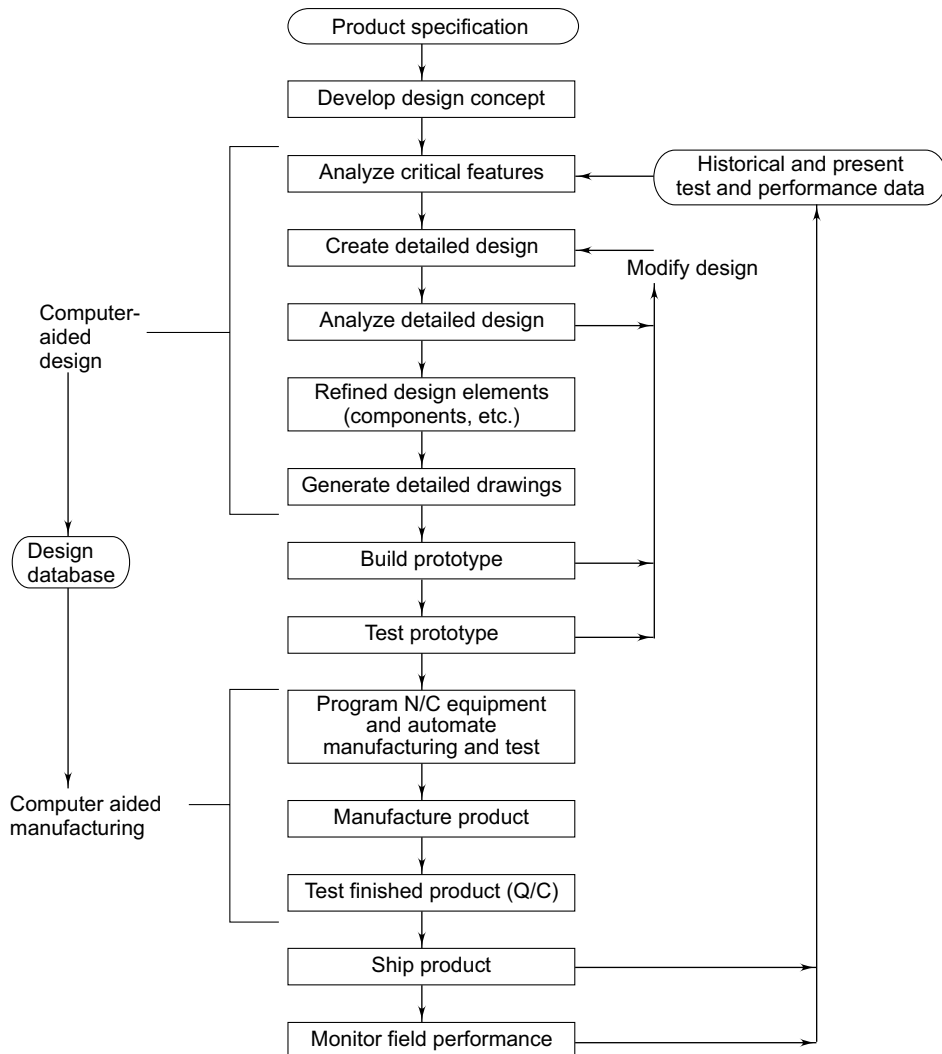 Product specification
Develop design concept
Analyze critical features
Historical and present
test and performance data
Create detailed design
Modify design
Computer-
aided
design
Analyze detailed design
Refined design elements
(components, etc.)
Generate detailed drawings
Design
database
Build prototype
Test prototype
Program N/C equipment
and automate
manufacturing and test
Computer aided
manufacturing
Manufacture product
Test finished product (Q/C)
Ship product
Monitor field performance